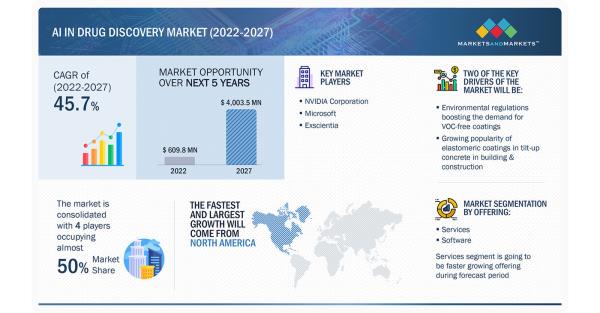 AI IN DRUG DISCOVERY MARKET (2022-2027)
MARKETSANDMARKETS™
CAGR of
(2022-2027)
45.7%
MARKET OPPORTUNITY
OVER NEXT 5 YEARS
$ 4,003.5 MN
$ 609.8 MN
2022
2027
KEY MARKET
PLAYERS
• NVIDIA Corporation
• Microsoft
• Exscientia
TWO OF THE KEY
DRIVERS OF THE
MARKET WILL BE:
• Environmental regulations
boosting the demand for
VOC-free coatings
• Growing popularity of
elastomeric coatings in tilt-up
concrete in building &
construction
The market is
consolidated
with 4 players
occupying
almost
50% Market
Share
THE FASTEST
AND LARGEST
GROWTH WILL
COME FROM
NORTH AMERICA
MARKET SEGMENTATION
BY OFFERING:
• Services
• Software
Services segment is going to
be faster growing offering
during forecast period